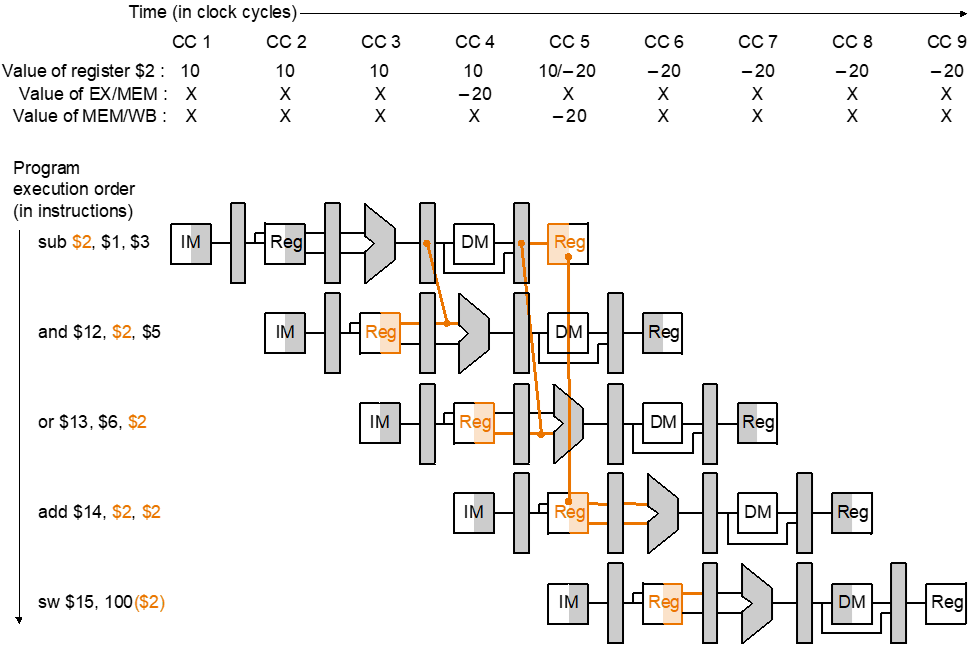 Time (in clock cycles)
CC 1 CC 2 CC 3 CC 4 CC 5 CC 6 CC 7 CC 8 CC 9
Value of register $2 : 10 10 10 10 10/–20 –20 –20 –20 –20
Value of EX/MEM : X X X –20 X X X X X
Value of MEM/WB : X X X X –20 X X X X
Program
execution order
(in instructions)
sub $2, $1, $3 IM Reg DM Reg
and $12, $2, $5 IM Reg DM Reg
or $13, $6, $2 IM Reg DM Reg
add $14, $2, $2 IM Reg DM Reg
sw $15, 100($2) IM Reg DM Reg